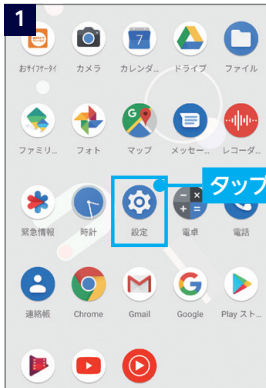 1
おサイフケータイ カメラ カレンダ... ドライブ ファイル
7
ファミリ... フォト マップ メッセー... レコーダ...
タップ
緊急情報 時計 設定 電卓 電話
連絡帳 Chrome Gmail Google Play スト...